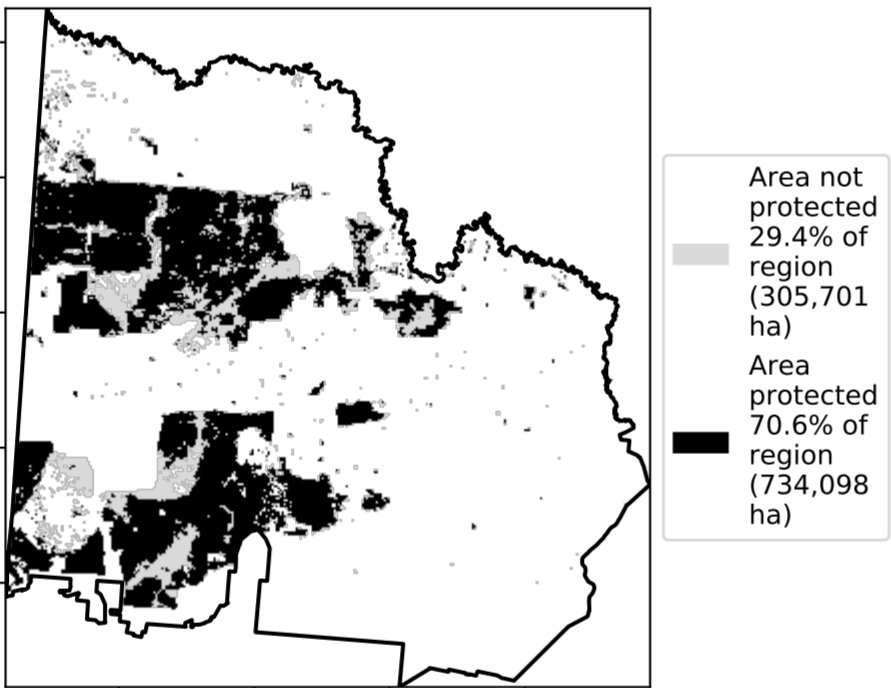 Area not
protected
29.4% of
region
(305,701
ha)
Area
protected
70.6% of
region
(734,098
ha)